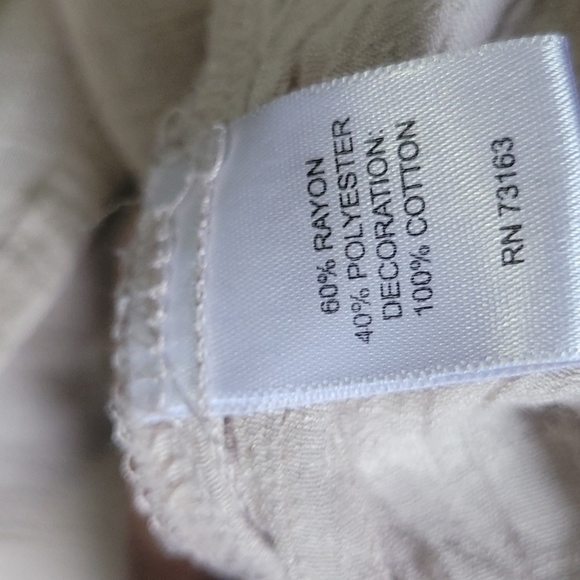 60% RAYON
40% POLYESTER
DECORATION:
100% COTTON
RN 73163